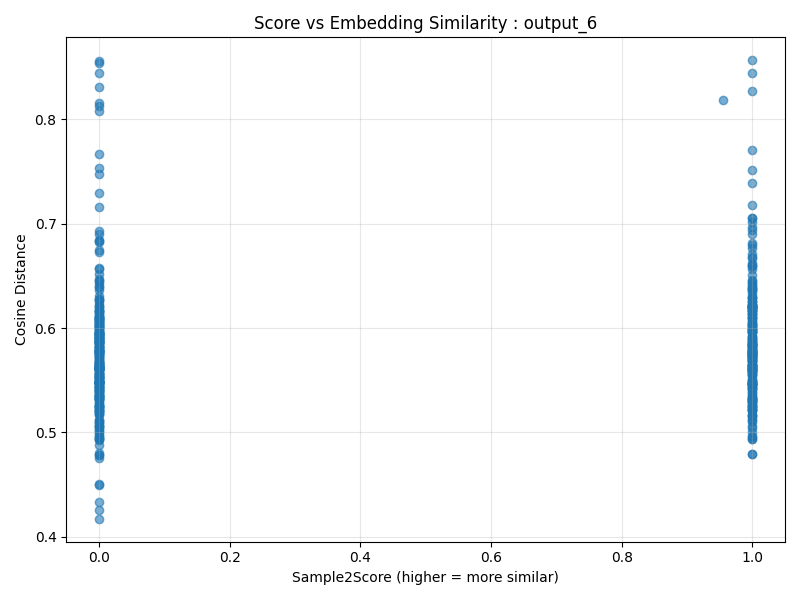 Score vs Embedding Similarity : output_6
Cosine Distance
0.8
0.7
0.6
0.5
0.4
0.0 0.2 0.4 0.6 0.8 1.0
Sample2Score (higher = more similar)